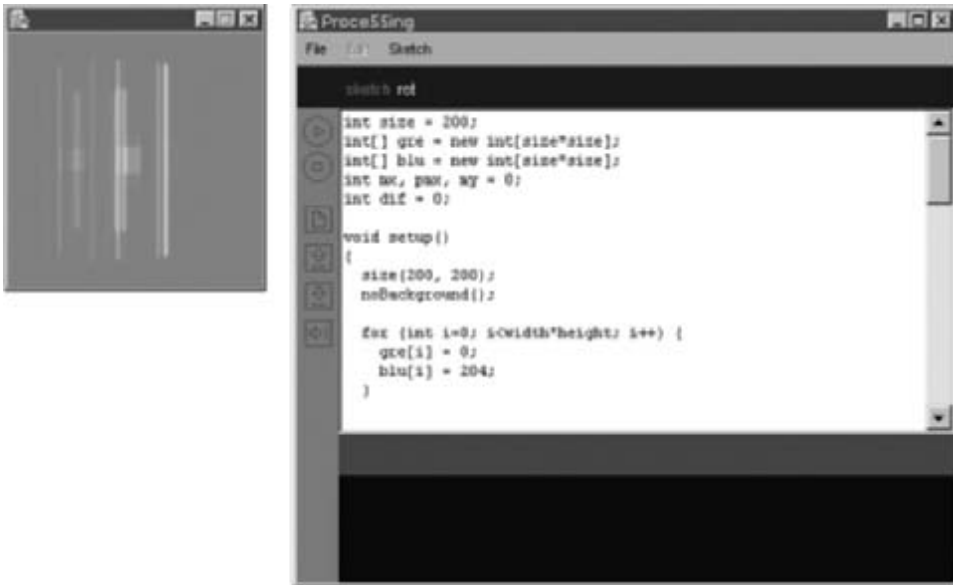 Proce55ing
File Edit Sketch
sketch rot
int size = 200;
int[] gre = new int[size*size];
int[] blu = new int[size*size];
int mx, pmx, my = 0;
int dif = 0;
void setup()
{
size(200, 200);
noBackground();
for (int i=0; i<width*height; i++) {
gre[i] = 0;
blu[i] = 204;
}